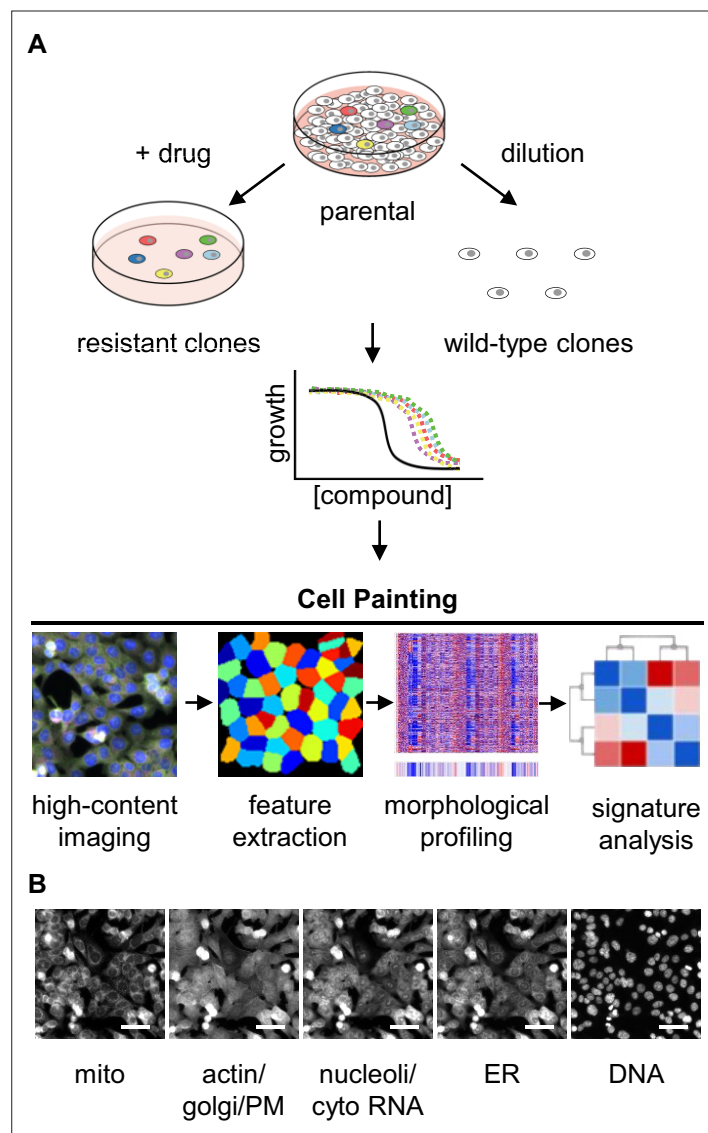 A
+ drug
dilution
parental
resistant clones
wild-type clones
growth
[compound]
Cell Painting
high-content
imaging
feature
extraction
morphological
profiling
signature
analysis
B
mito
actin/
golgi/PM
nucleoli/
cyto RNA
ER
DNA